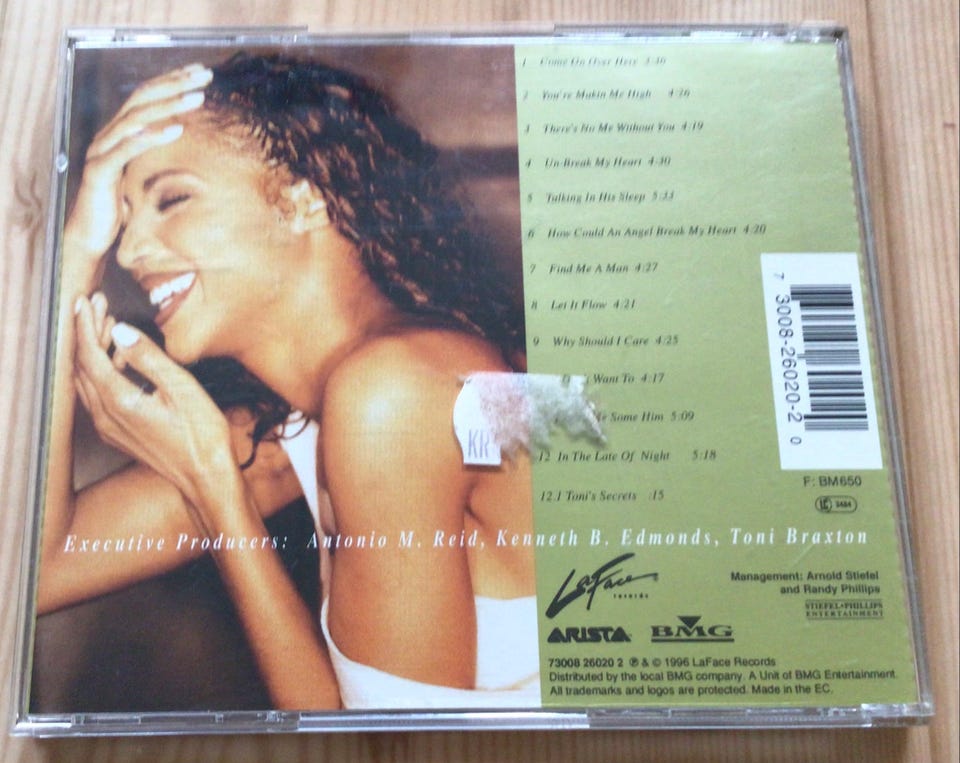 1 Come On Over Here 3:36
2 You're Makin Me High 4:26
3 There's No Me Without You 4:19
4 Un-Break My Heart 4:30
5 Talking In His Sleep 5:33
6 How Could An Angel Break My Heart 4:20
7 Find Me A Man 4:27
8 Let It Flow 4:21
9 Why Should I Care 4:25
Want To 4:17
Some Him 5:09
12 In The Late Of Night 5:18
12.1 Toni's Secrets :15
KR
7 3008-26020-2 0
F: BM650
LC 3484
Executive Producers: Antonio M. Reid, Kenneth B. Edmonds, Toni Braxton
LaFace
records
ARISTA BMG
Management: Arnold Stiefel
and Randy Phillips
STIEFEL•PHILLIPS
ENTERTAINMENT
73008 26020 2 ℗ & © 1996 LaFace Records
Distributed by the local BMG company. A Unit of BMG Entertainment
All trademarks and logos are protected. Made in the EC.